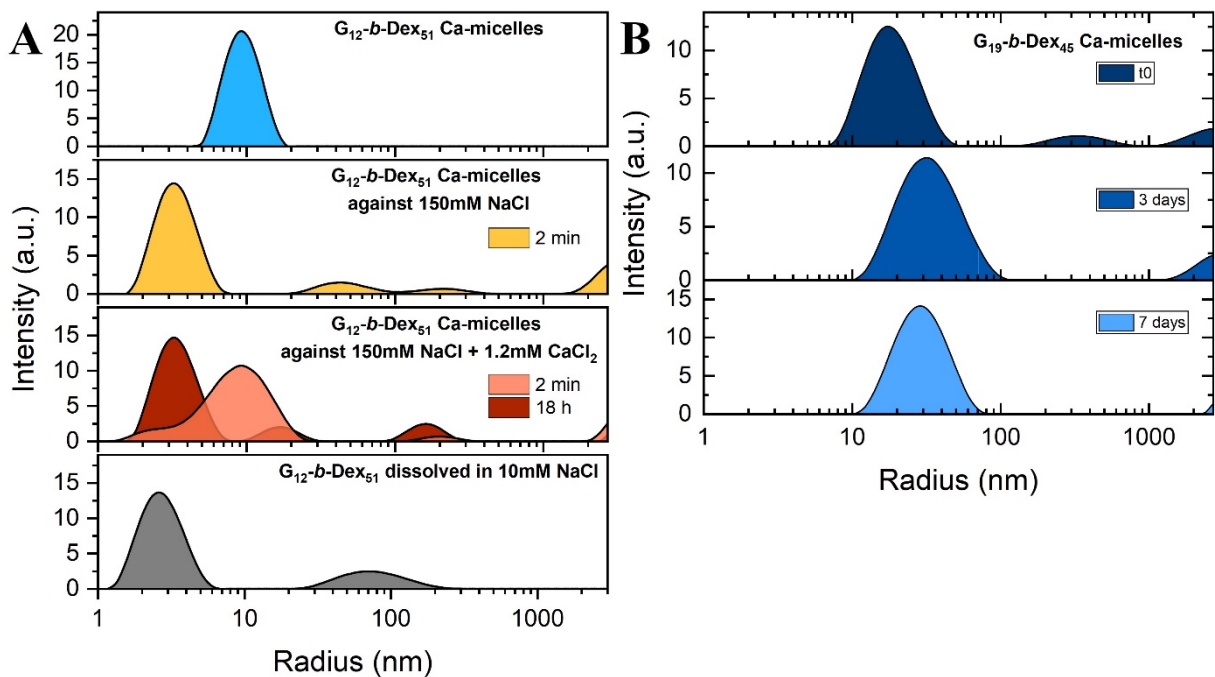 A
G₁₂-b-Dex₅₁ Ca-micelles
20
15
10
5
0
G₁₂-b-Dex₅₁ Ca-micelles
against 150mM NaCl
2 min
15
10
5
0
G₁₂-b-Dex₅₁ Ca-micelles
against 150mM NaCl + 1.2mM CaCl₂
2 min
18 h
15
10
5
0
G₁₂-b-Dex₅₁ dissolved in 10mM NaCl
15
10
5
0
Intensity (a.u.)
1 10 100 1000
Radius (nm)
B
G₁₉-b-Dex₄₅ Ca-micelles
t0
10
5
0
3 days
10
5
0
7 days
15
10
5
0
Intensity (a.u.)
1 10 100 1000
Radius (nm)